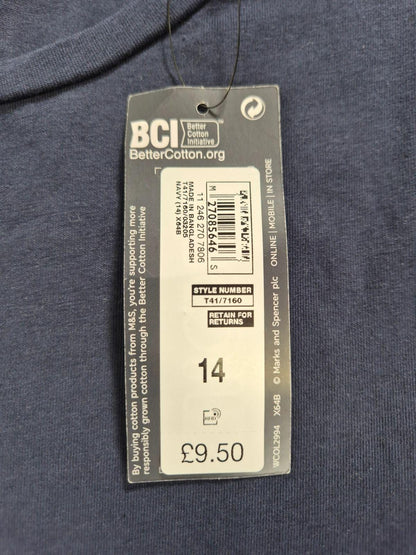 BCI
Better
Cotton
Initiative
BetterCotton.org
11 246 270 7806
MADE IN BANGLADESH
T41/7160/03205
NAVY (14) X64B
M
27085646
S
STYLE NUMBER
T41/7160
RETAIN FOR
RETURNS
14
£9.50
By buying cotton products from M&S, you're supporting more
responsibly grown cotton through the Better Cotton Initiative
ONLINE | MOBILE | IN STORE
© Marks and Spencer plc
WCOL2994 X64B